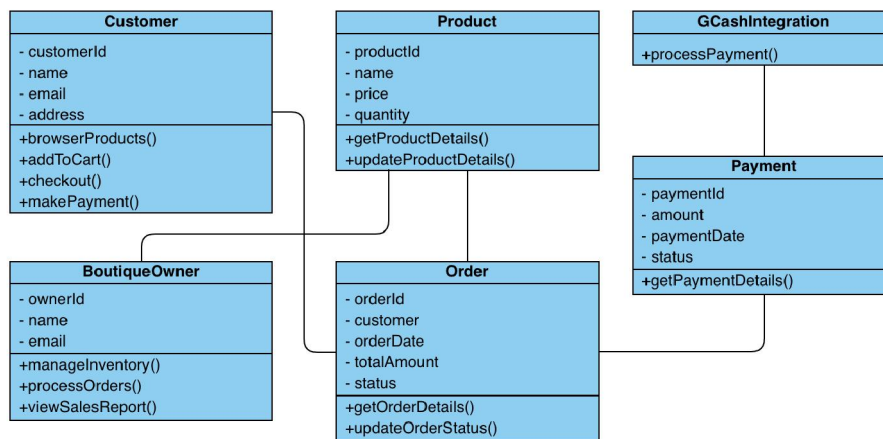 Customer
- customerId
- name
- email
- address
+browserProducts()
+addToCart()
+checkout()
+makePayment()
Product
- productId
- name
- price
- quantity
+getProductDetails()
+updateProductDetails()
GCashIntegration
+processPayment()
Payment
- paymentId
- amount
- paymentDate
- status
+getPaymentDetails()
BoutiqueOwner
- ownerId
- name
- email
+manageInventory()
+processOrders()
+viewSalesReport()
Order
- orderId
- customer
- orderDate
- totalAmount
- status
+getOrderDetails()
+updateOrderStatus()